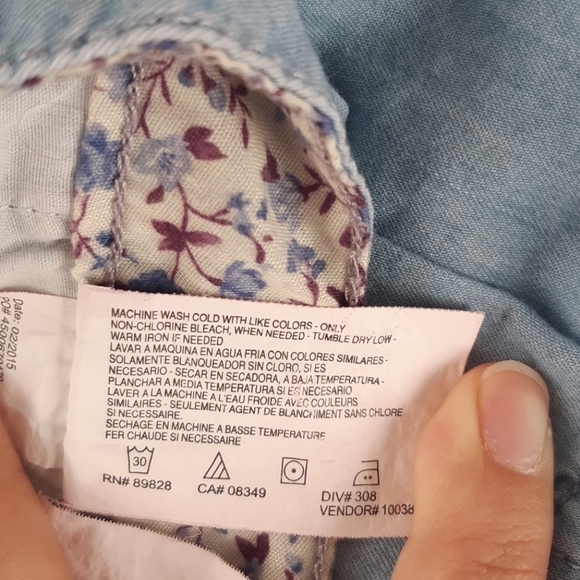 MACHINE WASH COLD WITH LIKE COLORS - ONLY
NON-CHLORINE BLEACH, WHEN NEEDED - TUMBLE DRY LOW -
WARM IRON IF NEEDED
LAVAR A MAQUINA EN AGUA FRIA CON COLORES SIMILARES -
SOLAMENTE BLANQUEADOR SIN CLORO, SI ES
NECESARIO - SECAR EN SECADORA, A BAJA TEMPERATURA -
PLANCHAR A MEDIA TEMPERATURA SI ES NECESARIO
LAVER A LA MACHINE A L'EAU FROIDE AVEC COULEURS
SIMILAIRES - SEULEMENT AGENT DE BLANCHIMENT SANS CHLORE
SI NECESSAIRE.
SECHAGE EN MACHINE A BASSE TEMPERATURE
FER CHAUDE SI NECESSAIRE
30
RN# 89828
CA# 08349
DIV# 308
VENDOR# 10038
Date: 02/2015
PO#